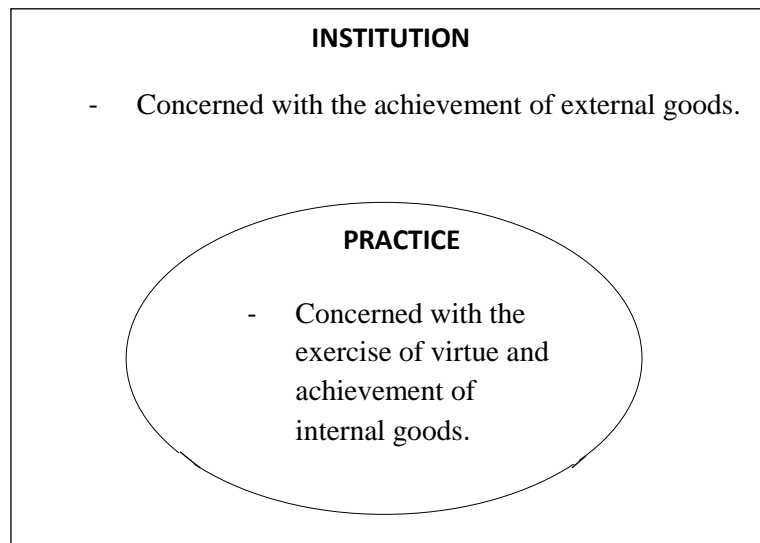 INSTITUTION
- Concerned with the achievement of external goods.
PRACTICE
- Concerned with the
exercise of virtue and
achievement of
internal goods.